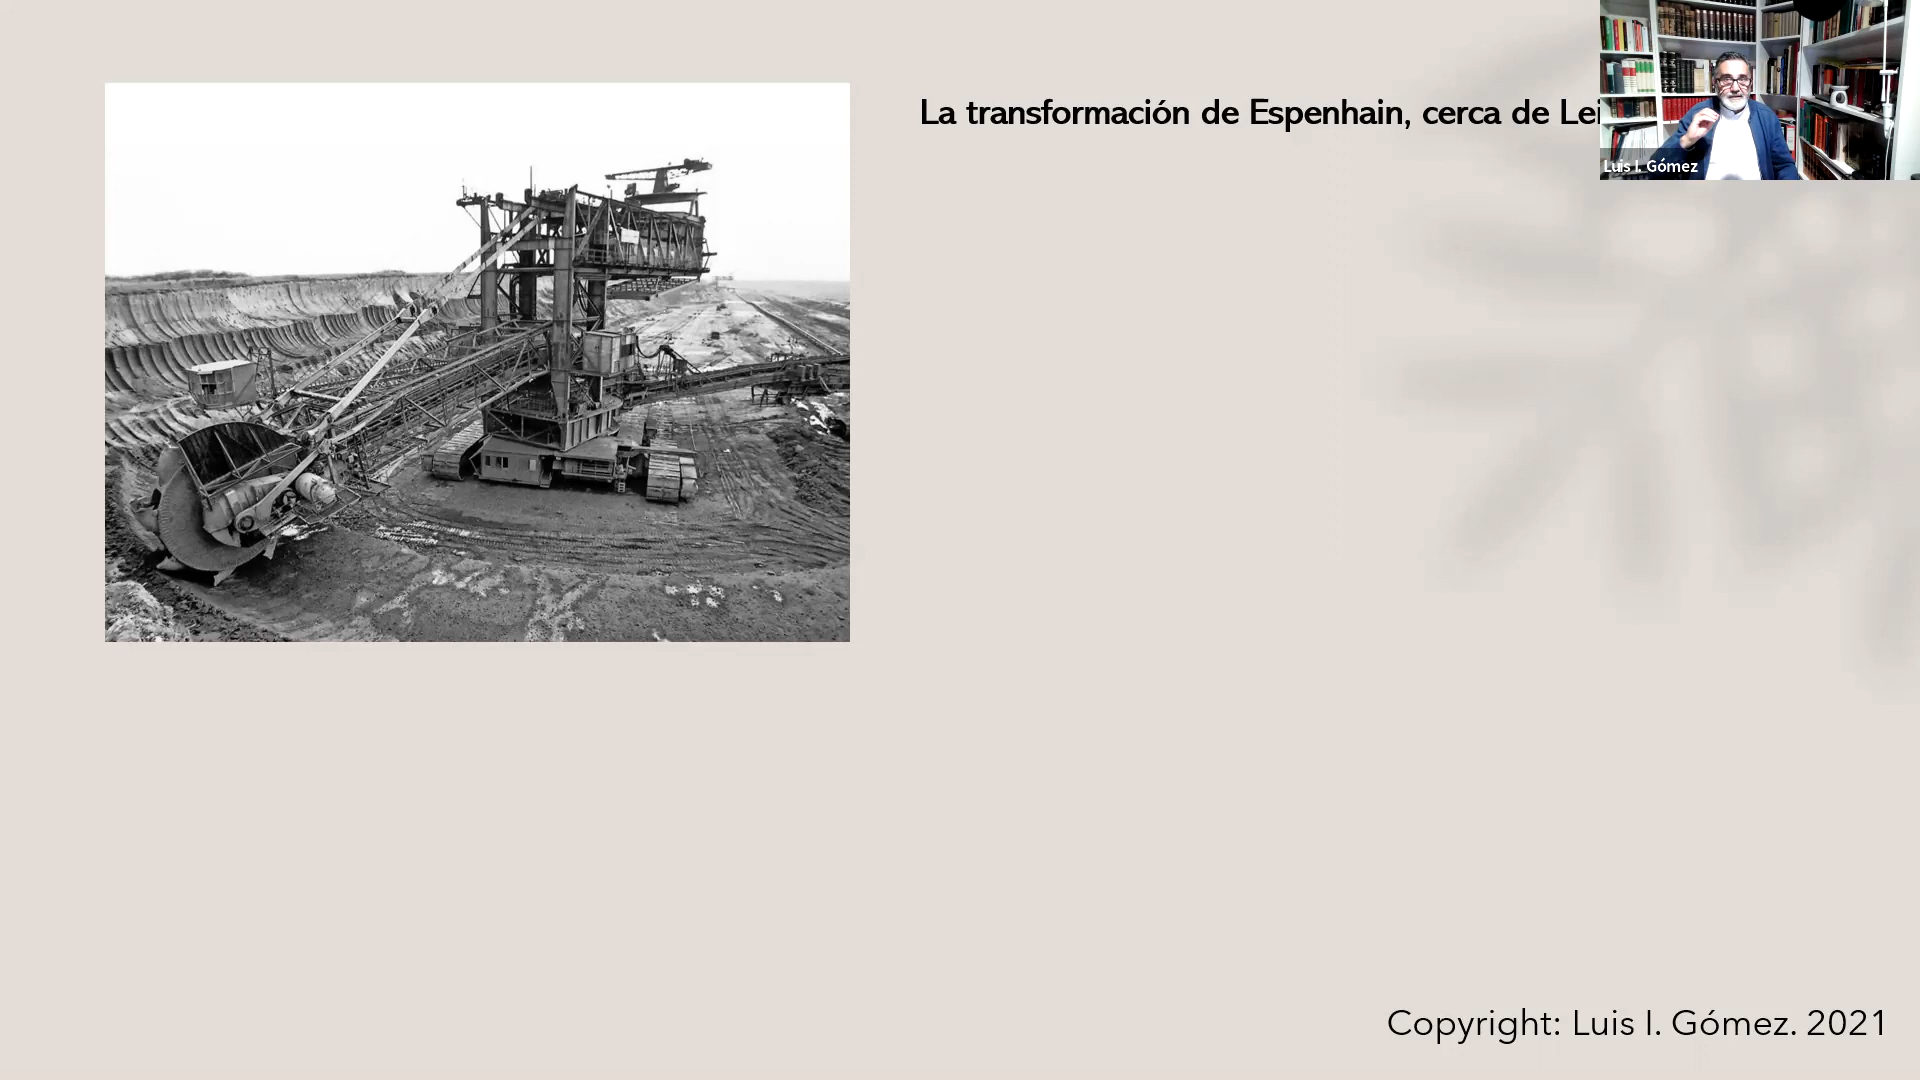 La transformación de Espenhain, cerca de Lei
Luis I. Gómez
Copyright: Luis I. Gómez. 2021